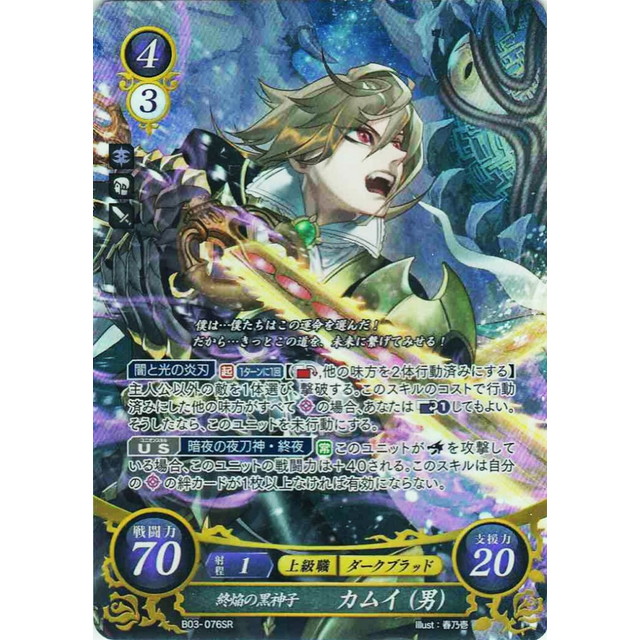 4
3
僕は…僕たちはこの運命を選んだ!
だから…きっとこの道を、未来に繋げてみせる!
闇と光の炎刃 起 1ターンに1回 【 、他の味方を2体行動済みにする】
主人公以外の敵を1体選び、撃破する。このスキルのコストで行動
済みにした他の味方がすべて の場合、あなたは 1してもよい。
そうしたなら、このユニットを未行動にする。
ユニオンスキル
US 暗夜の夜刀神・終夜 常 このユニットが を攻撃して
いる場合、このユニットの戦闘力は+40される。このスキルは自分
の の絆カードが1枚以上なければ有効にならない。
戦闘力
70
射程 1
上級職 ダークブラッド
支援力
20
終焔の黒神子 カムイ(男)
B03-076SR
Illust:春乃壱